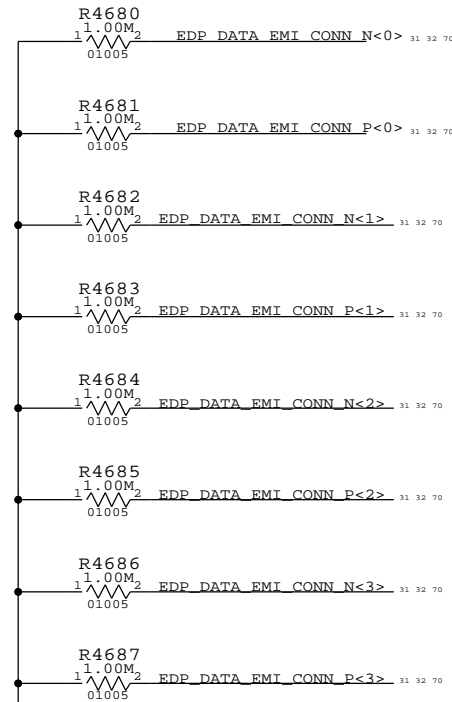 R4680
1.00M
1 2 EDP_DATA_EMI_CONN_N<0> 31 32 70
01005
R4681
1.00M
1 2 EDP_DATA_EMI_CONN_P<0> 31 32 70
01005
R4682
1.00M
1 2 EDP_DATA_EMI_CONN_N<1> 31 32 70
01005
R4683
1.00M
1 2 EDP_DATA_EMI_CONN_P<1> 31 32 70
01005
R4684
1.00M
1 2 EDP_DATA_EMI_CONN_N<2> 31 32 70
01005
R4685
1.00M
1 2 EDP_DATA_EMI_CONN_P<2> 31 32 70
01005
R4686
1.00M
1 2 EDP_DATA_EMI_CONN_N<3> 31 32 70
01005
R4687
1.00M
1 2 EDP_DATA_EMI_CONN_P<3> 31 32 70
01005